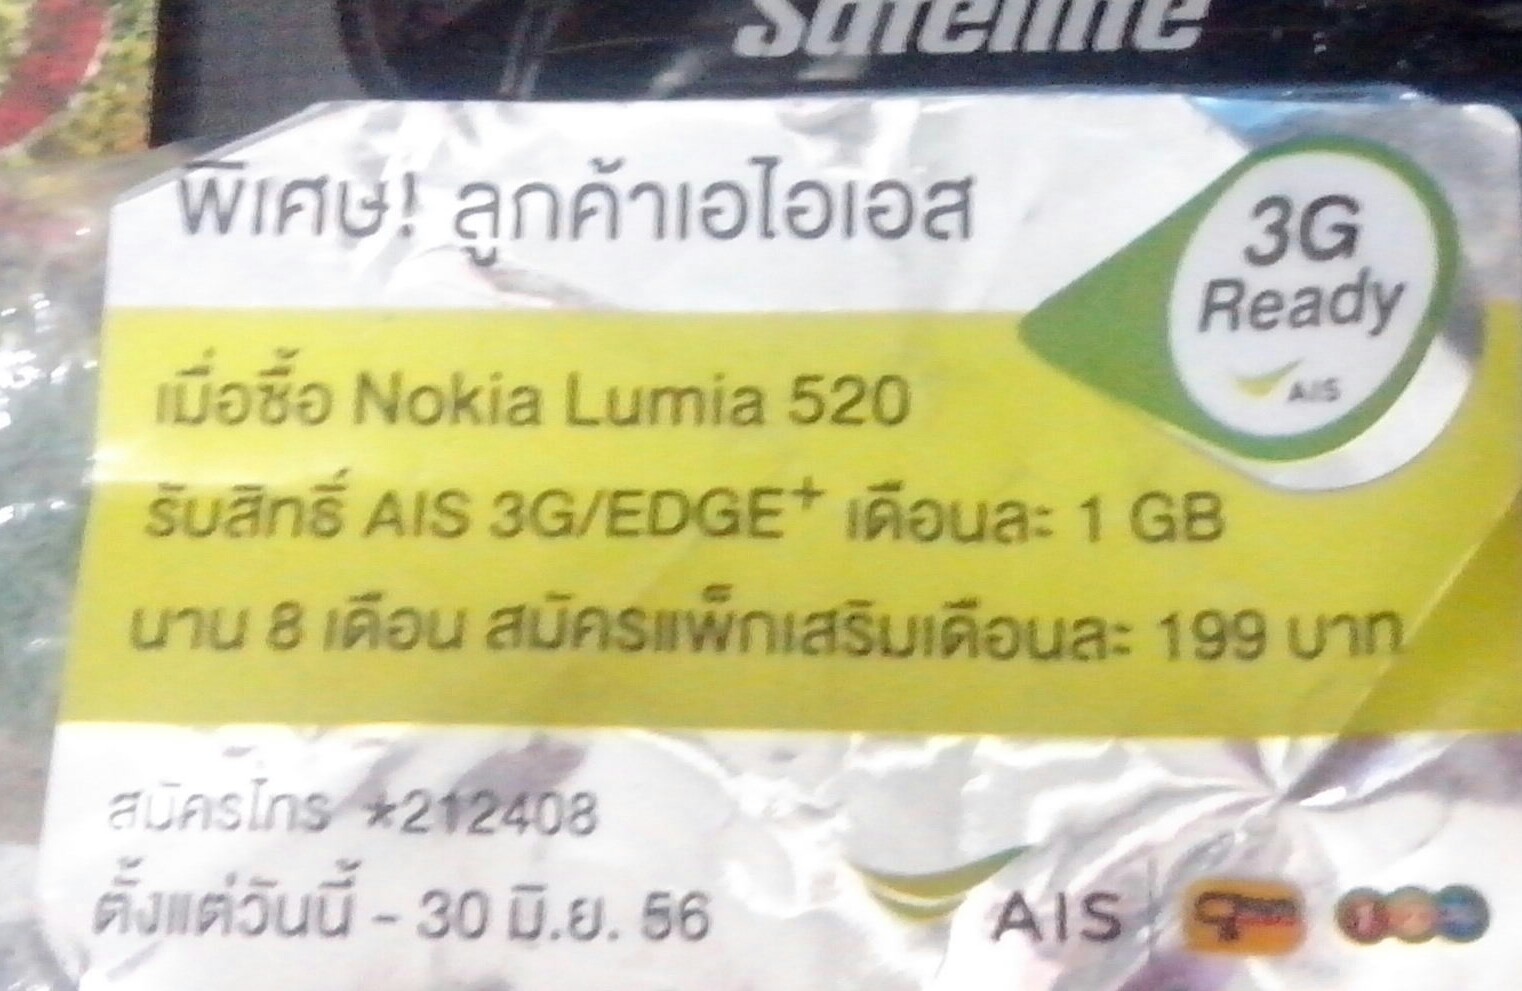 Satellite
พิเศษ! ลูกค้าเอไอเอส
3G
Ready
AIS
เมื่อซื้อ Nokia Lumia 520
รับสิทธิ์ AIS 3G/EDGE+ เดือนละ 1 GB
นาน 8 เดือน สมัครแพ็กเสริมเดือนละ 199 บาท
สมัครโทร *212408
ตั้งแต่วันนี้ - 30 มิ.ย. 56
AIS